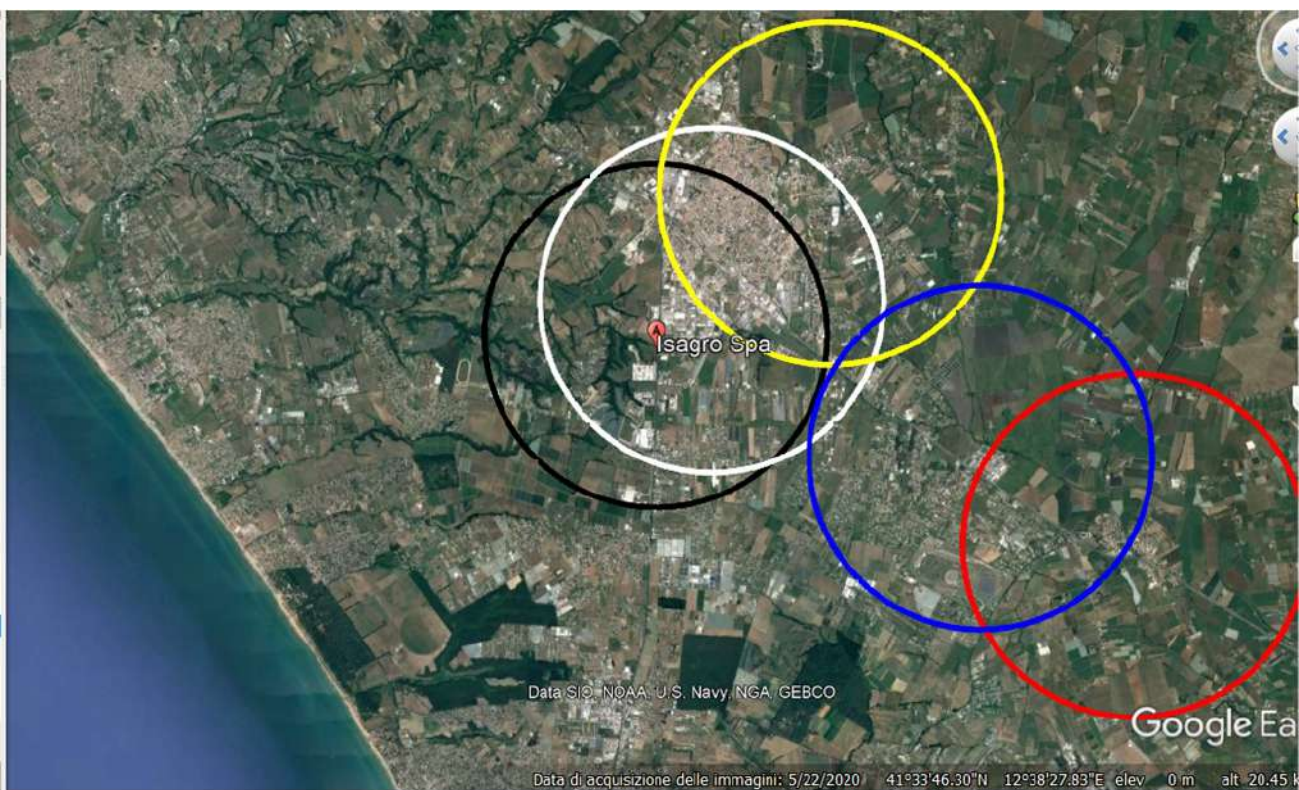 A
Isagro Spa
Data SIO, NOAA, U.S. Navy, NGA, GEBCO
Google Ea
Data di acquisizione delle immagini: 5/22/2020 41°33'46.30"N 12°38'27.83"E elev 0 m alt 20.45 k